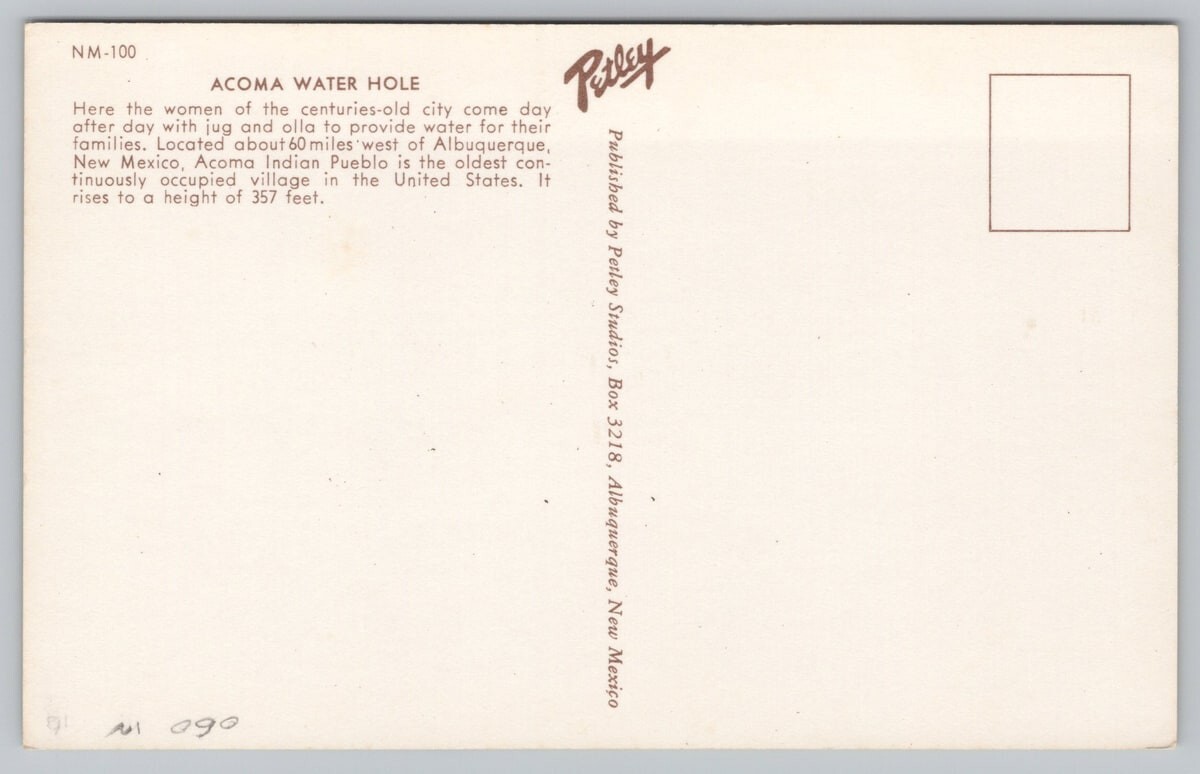 NM-100
ACOMA WATER HOLE
Here the women of the centuries-old city come day
after day with jug and olla to provide water for their
families. Located about 60 miles west of Albuquerque,
New Mexico, Acoma Indian Pueblo is the oldest con-
tinuously occupied village in the United States. It
rises to a height of 357 feet.
Petley
Published by Petley Studios, Box 3218, Albuquerque, New Mexico
090